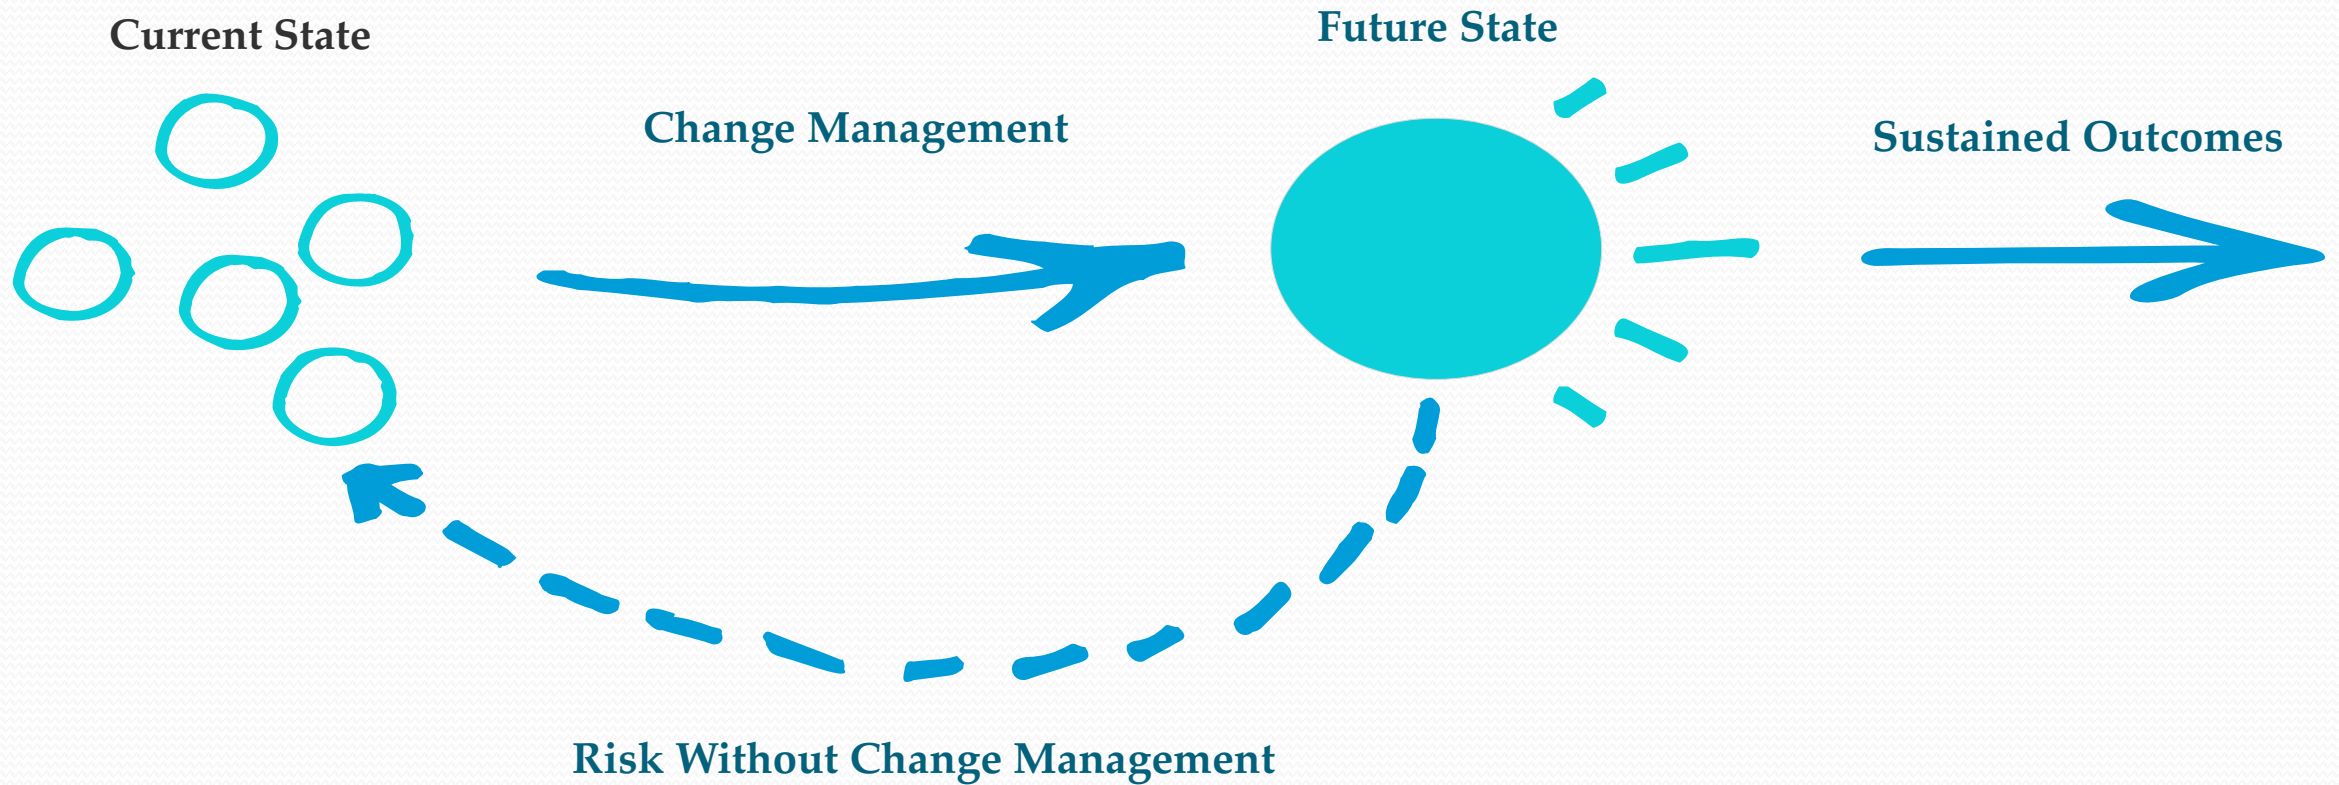 Current State
Future State
Change Management
Sustained Outcomes
Risk Without Change Management